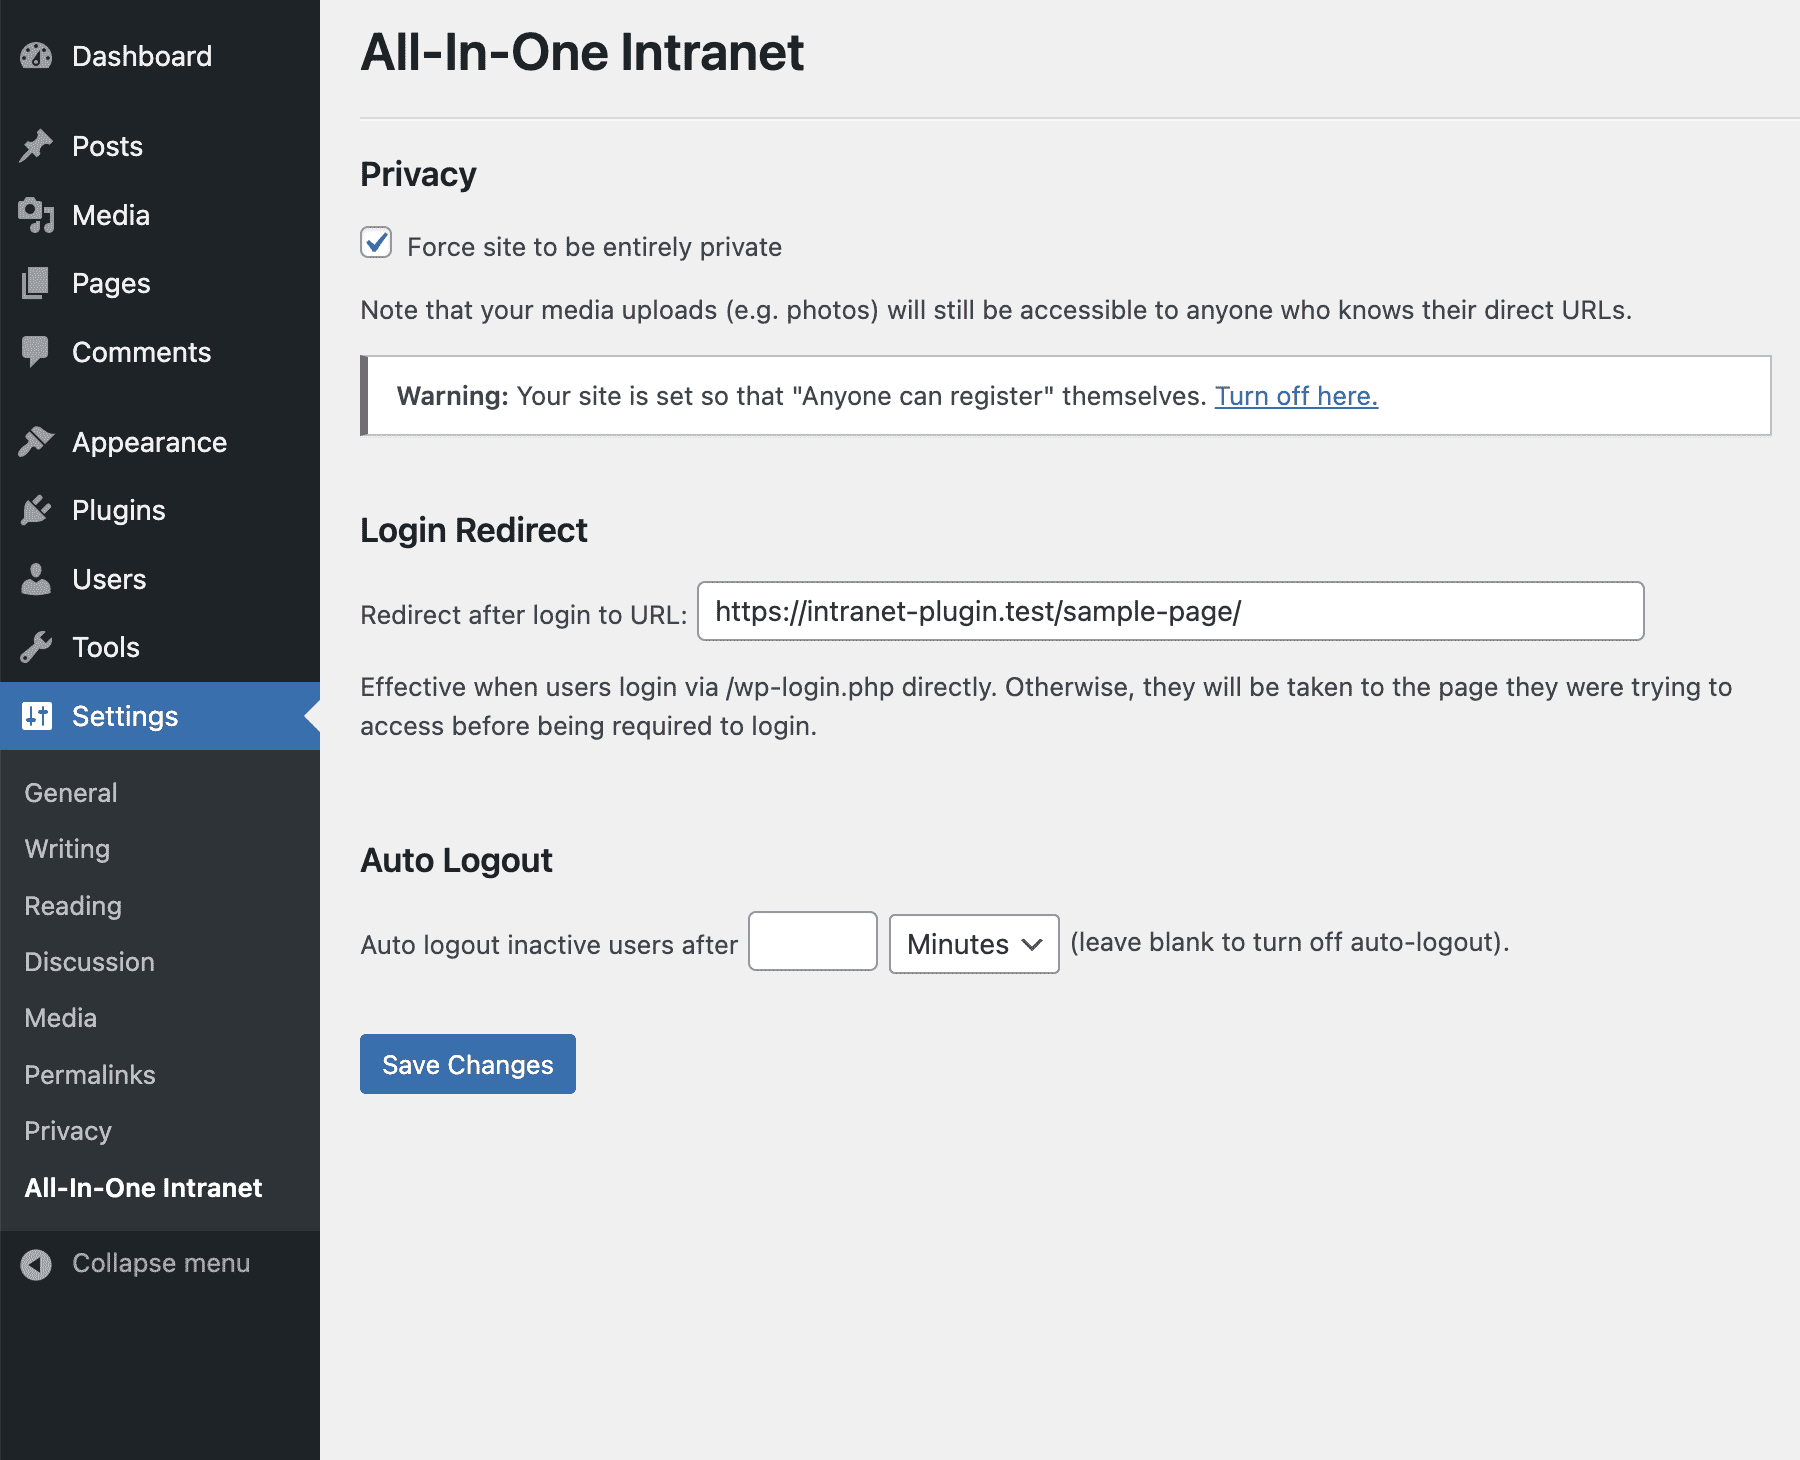 Dashboard
Posts
Media
Pages
Comments
Appearance
Plugins
Users
Tools
Settings
General
Writing
Reading
Discussion
Media
Permalinks
Privacy
All-In-One Intranet
Collapse menu
All-In-One Intranet
Privacy
Force site to be entirely private
Note that your media uploads (e.g. photos) will still be accessible to anyone who knows their direct URLs.
Warning: Your site is set so that "Anyone can register" themselves. Turn off here.
Login Redirect
Redirect after login to URL: https://intranet-plugin.test/sample-page/
Effective when users login via /wp-login.php directly. Otherwise, they will be taken to the page they were trying to
access before being required to login.
Auto Logout
Auto logout inactive users after Minutes (leave blank to turn off auto-logout).
Save Changes